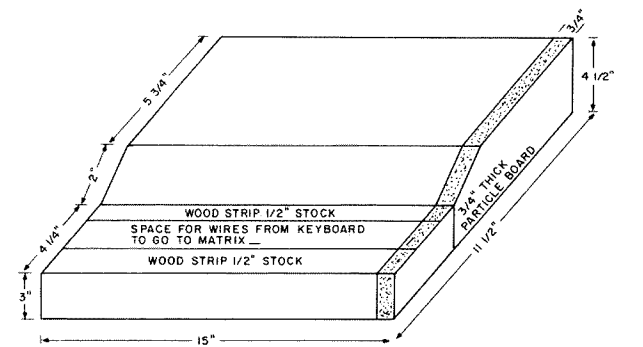 3/4"
4 1/2"
5 3/4"
2"
3/4" THICK
PARTICLE BOARD
WOOD STRIP 1/2" STOCK
SPACE FOR WIRES FROM KEYBOARD
TO GO TO MATRIX
4 1/4"
WOOD STRIP 1/2" STOCK
11 1/2"
3"
15"